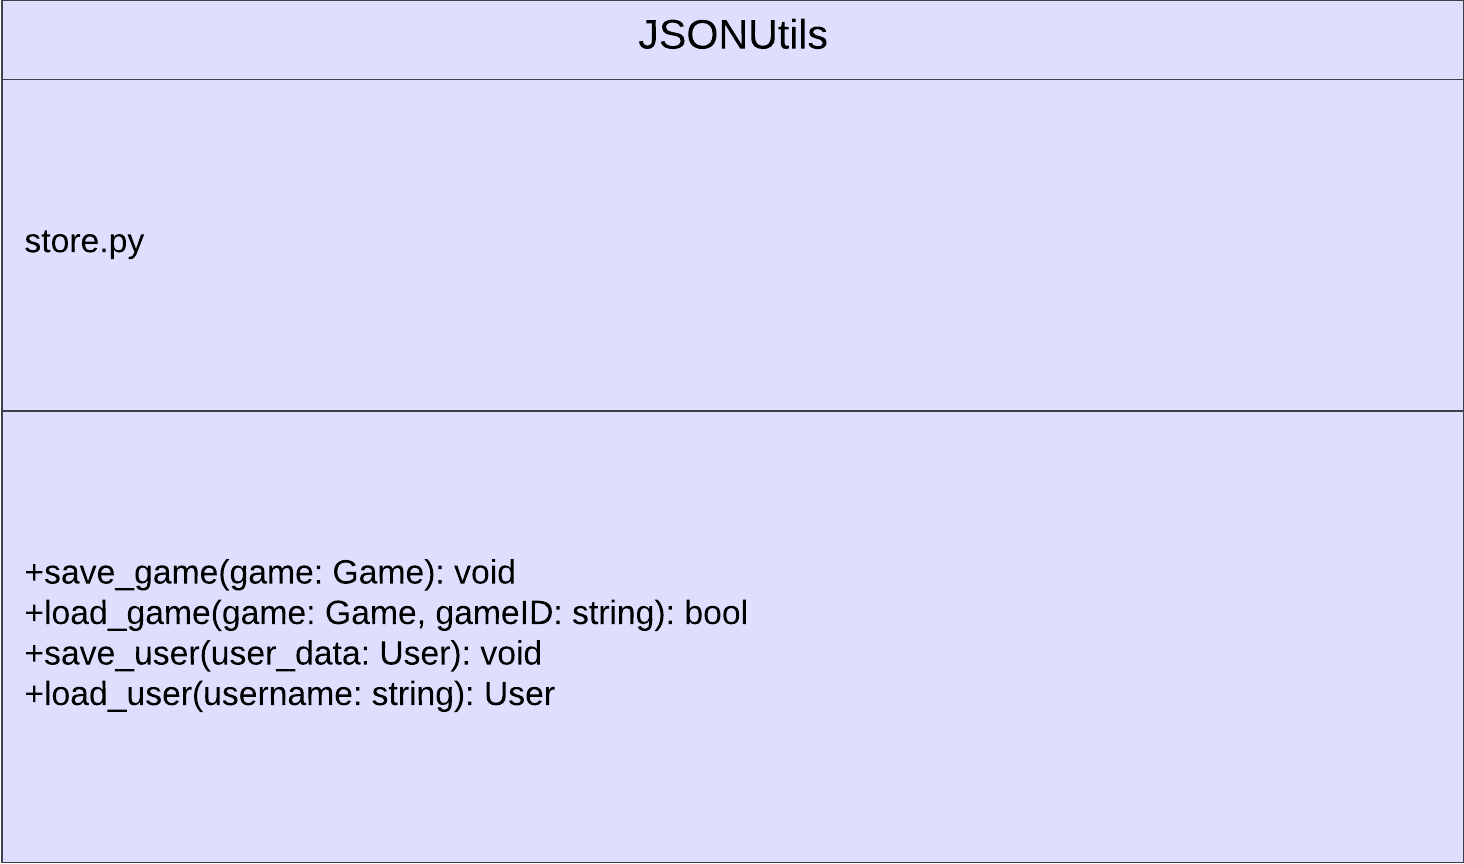 JSONUtils
store.py
+save_game(game: Game): void
+load_game(game: Game, gameID: string): bool
+save_user(user_data: User): void
+load_user(username: string): User